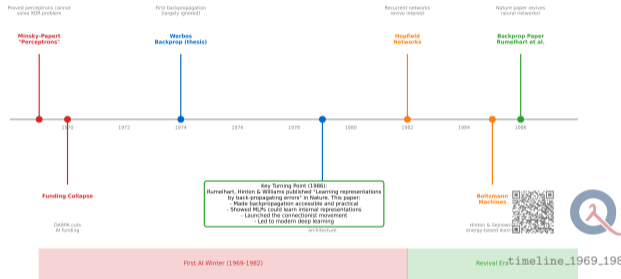 Proved perceptrons cannot
solve XOR problem
First backpropagation
(largely ignored)
Recurrent networks
revive interest
Nature paper revives
neural networks!
Minsky-Papert
"Perceptrons"
Werbos
Backprop (thesis)
Hopfield
Networks
Backprop Paper
Rumelhart et al.
1970
1972
1974
1976
1978
1980
1982
1984
1986
Funding Collapse
Boltzmann
Machines
DARPA cuts
AI funding
Key Turning Point (1986):
Rumelhart, Hinton & Williams published "Learning representations
by back-propagating errors" in Nature. This paper:
- Made backpropagation accessible and practical
- Showed MLPs could learn internal representations
- Launched the connectionist movement
- Led to modern deep learning
architecture
Hinton & Sejnow
energy-based learn
First AI Winter (1969-1982)
Revival Era
timeline_1969_198